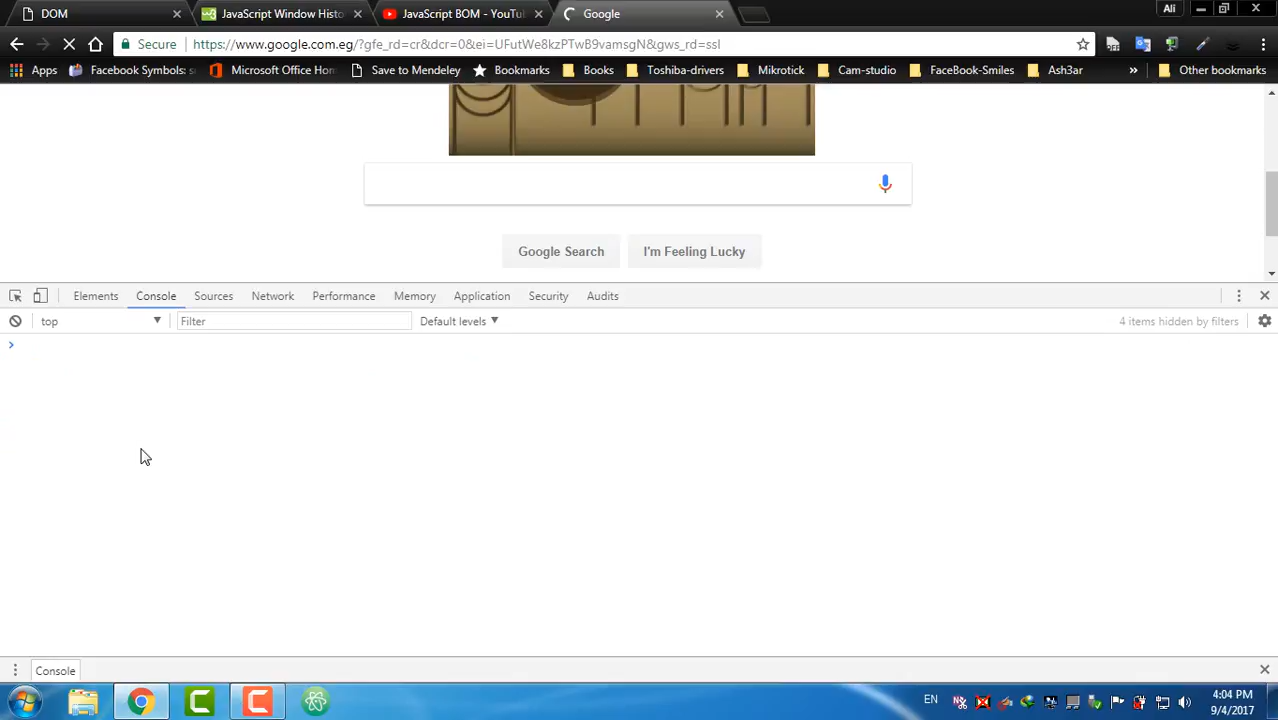 DOM
JavaScript Window Histo
JavaScript BOM - YouTu
Google
Ali
Secure
https://www.google.com.eg/?gfe_rd=cr&dcr=0&ei=UFutWe8kzPTwB9vamsgN&gws_rd=ssl
Apps
Facebook Symbols: s
Microsoft Office Hom
Save to Mendeley
Bookmarks
Books
Toshiba-drivers
Mikrotick
Cam-studio
FaceBook-Smiles
Ash3ar
»
Other bookmarks
Google Search
I'm Feeling Lucky
Elements
Console
Sources
Network
Performance
Memory
Application
Security
Audits
top
Filter
Default levels
4 items hidden by filters
Console
EN
4:04 PM
9/4/2017